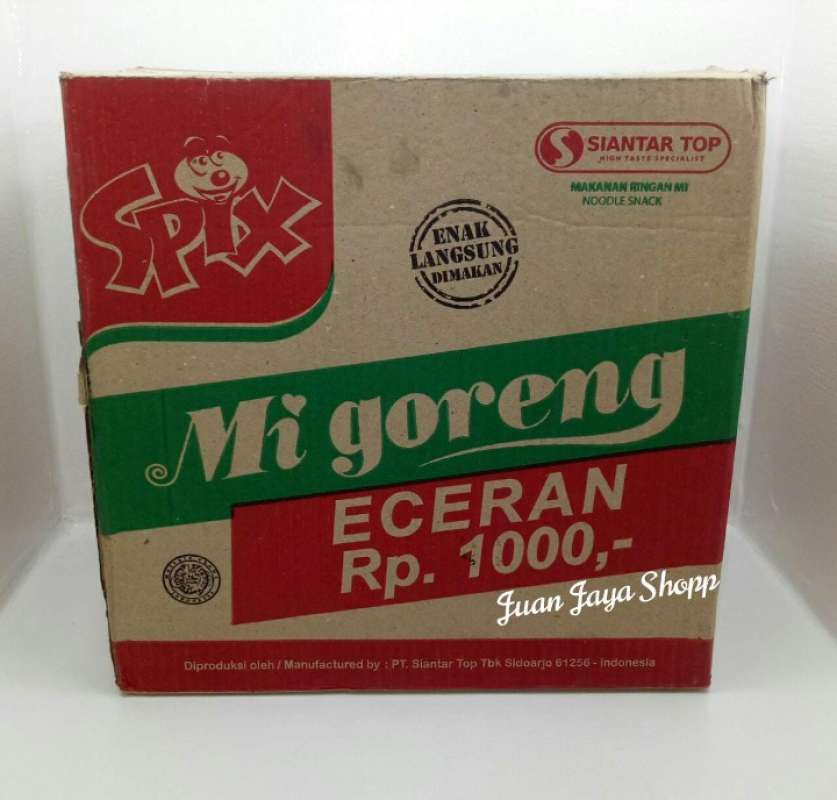 SPIX
SIANTAR TOP
HIGH TASTE SPECIALIST
MAKANAN RINGAN MI
NOODLE SNACK
ENAK
LANGSUNG
DIMAKAN
Mi goreng
ECERAN
Rp. 1000,-
Juan Jaya Shopp
Diproduksi oleh / Manufactured by : PT. Siantar Top Tbk Sidoarjo 61256 - Indonesia